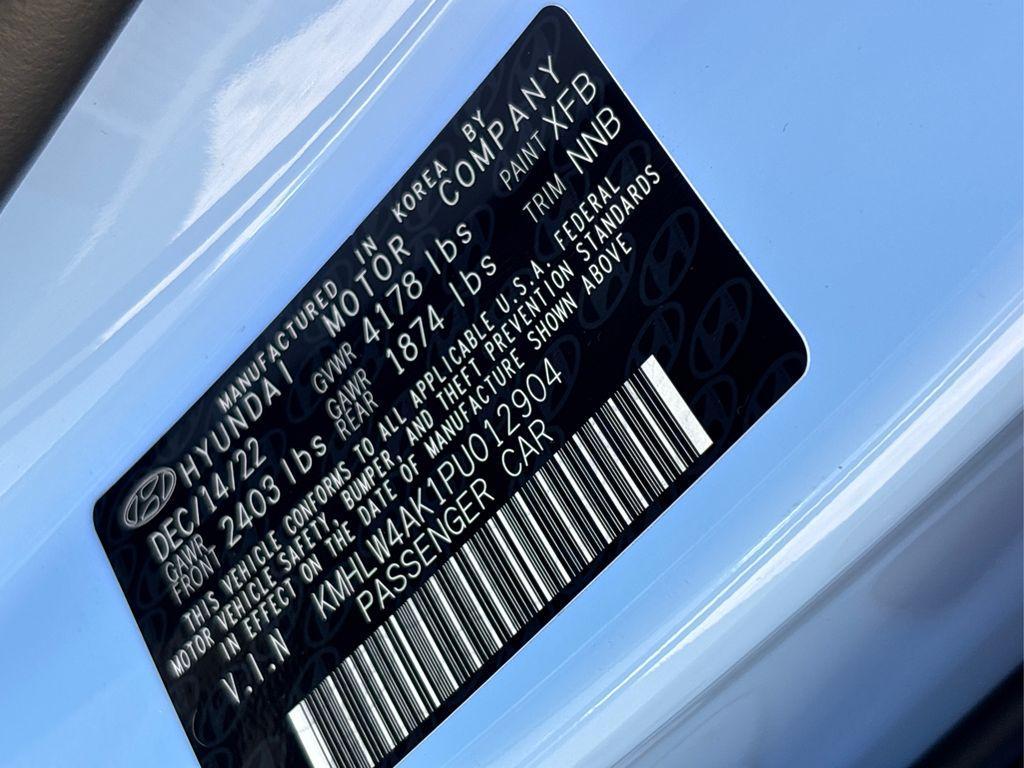 MANUFACTURED IN KOREA BY
HYUNDAI MOTOR COMPANY
DEC/14/22 GVWR 4178 lbs PAINT XFB
GAWR FRONT 2403 lbs GAWR REAR 1874 lbs TRIM NNB
THIS VEHICLE CONFORMS TO ALL APPLICABLE U.S.A. FEDERAL
MOTOR VEHICLE SAFETY, BUMPER, AND THEFT PREVENTION STANDARDS
IN EFFECT ON THE DATE OF MANUFACTURE SHOWN ABOVE
V.I.N KMHLW4AK1PU012904
PASSENGER CAR